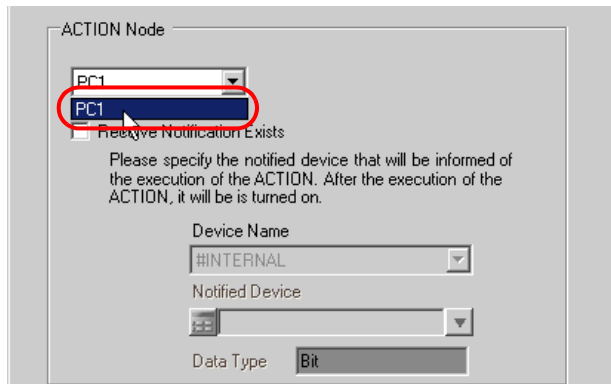 ACTION Node
PC1
PC1
Receive Notification Exists
Please specify the notified device that will be informed of
the execution of the ACTION. After the execution of the
ACTION, it will be is turned on.
Device Name
#INTERNAL
Notified Device
Data Type Bit